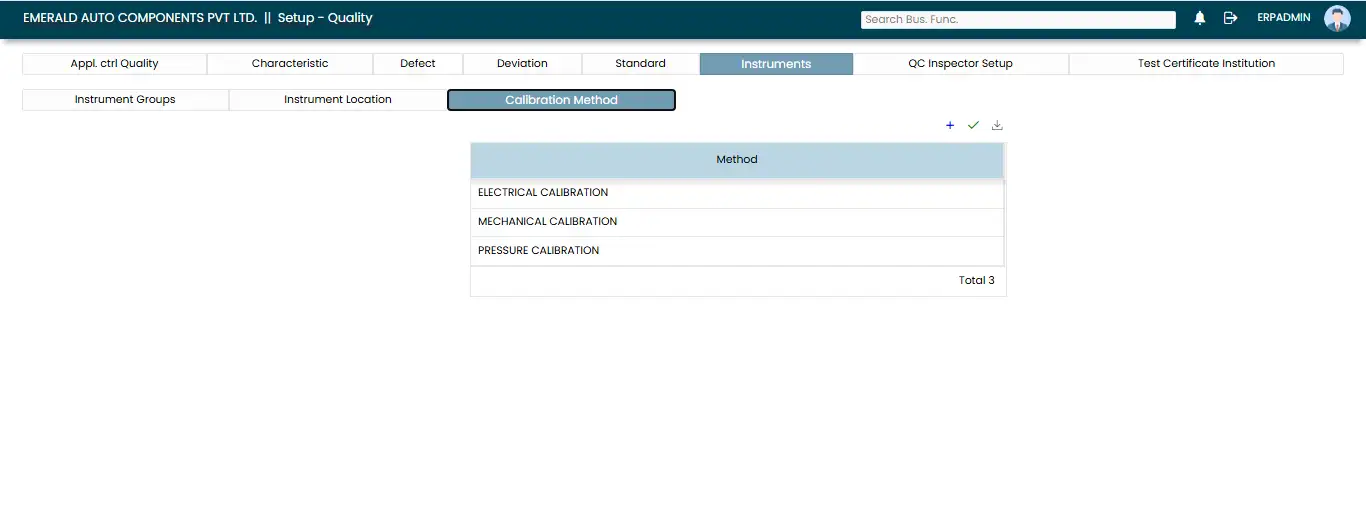 EMERALD AUTO COMPONENTS PVT LTD. || Setup - Quality
Search Bus. Func.
ERPADMIN
Appl. ctrl Quality
Characteristic
Defect
Deviation
Standard
Instruments
QC Inspector Setup
Test Certificate Institution
Instrument Groups
Instrument Location
Calibration Method
Method
ELECTRICAL CALIBRATION
MECHANICAL CALIBRATION
PRESSURE CALIBRATION
Total 3